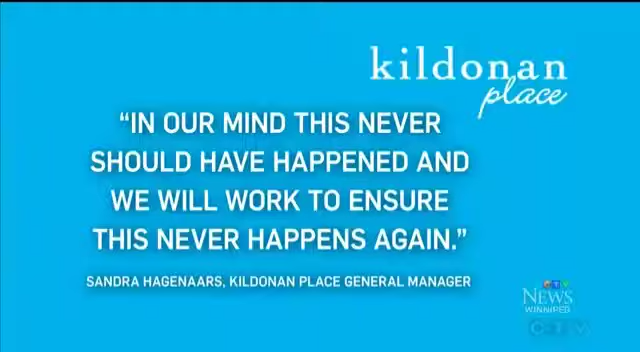 kildonan
place
“IN OUR MIND THIS NEVER
SHOULD HAVE HAPPENED AND
WE WILL WORK TO ENSURE
THIS NEVER HAPPENS AGAIN.”
SANDRA HAGENAARS, KILDONAN PLACE GENERAL MANAGER
CTV
NEWS
WINNIPEG
CTV